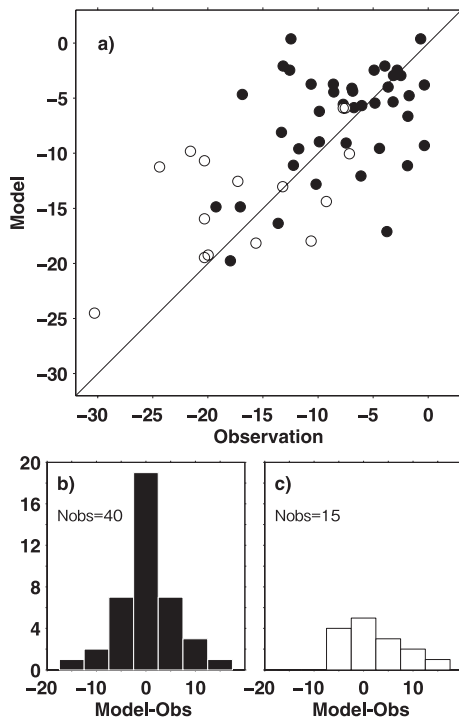 a)
0
−5
−10
−15
−20
−25
−30
Model
−30 −25 −20 −15 −10 −5 0
Observation
20
16
12
8
4
0
b)
Nobs=40
−20 −10 0 10
Model-Obs
c)
Nobs=15
−20 −10 0 10
Model-Obs